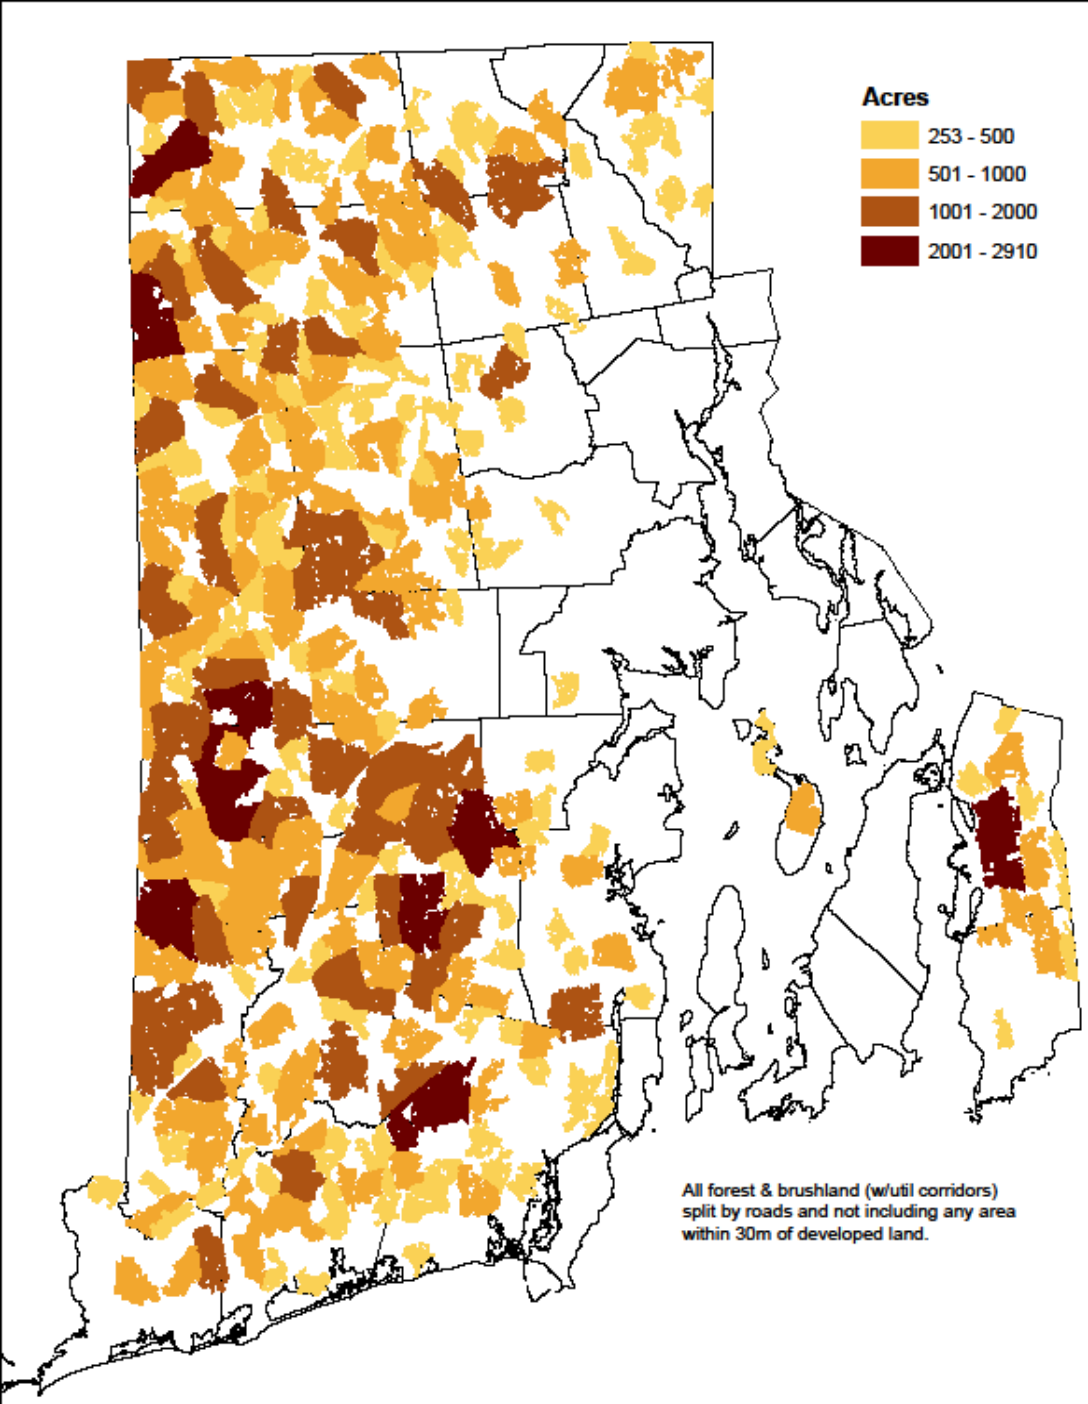 Acres
253 - 500
501 - 1000
1001 - 2000
2001 - 2910
All forest & brushland (w/util corridors)
split by roads and not including any area
within 30m of developed land.